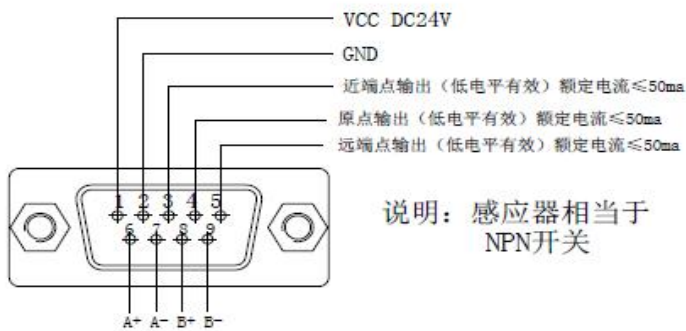 VCC DC24V
GND
近端点输出（低电平有效）额定电流≤50ma
原点输出（低电平有效）额定电流≤50ma
远端点输出（低电平有效）额定电流≤50ma
1 2 3 4 5
6 7 8 9
说明：感应器相当于
NPN开关
A+ A- B+ B-